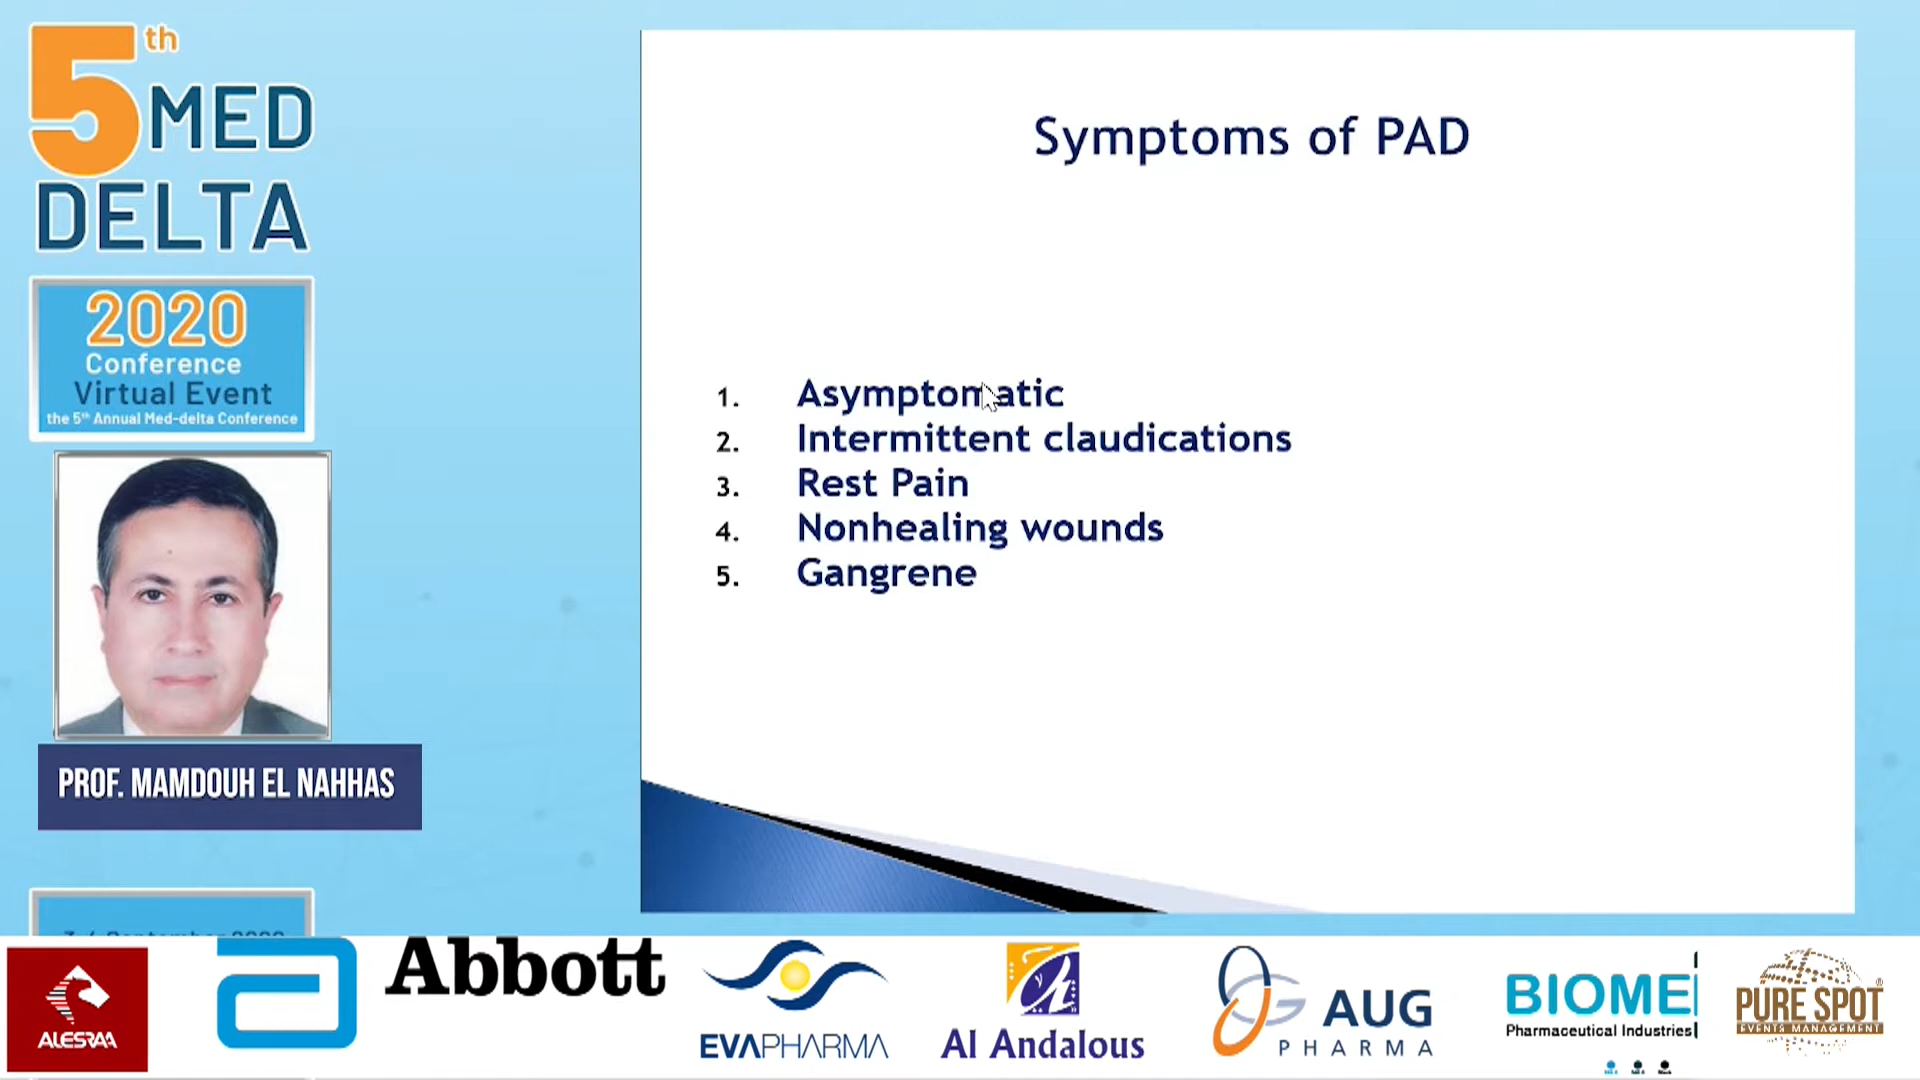 5th MED
DELTA
2020
Conference
Virtual Event
the 5th Annual Med-delta Conference
PROF. MAMDOUH EL NAHHAS
Symptoms of PAD
1. Asymptomatic
2. Intermittent claudications
3. Rest Pain
4. Nonhealing wounds
5. Gangrene
ALESRAA
Abbott
EVAPHARMA
Al Andalous
AUG
PHARMA
BIOME
Pharmaceutical Industries
PURE SPOT®
EVENTS MANAGEMENT